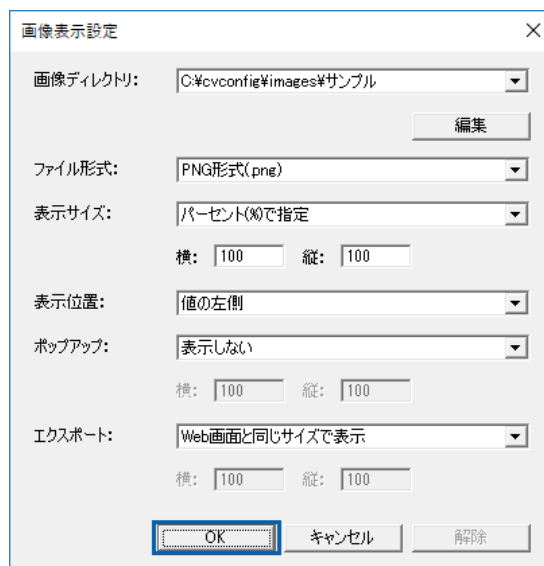 画像表示設定
画像ディレクトリ: C:¥cvconfig¥images¥サンプル
編集
ファイル形式: PNG形式(.png)
表示サイズ: パーセント(%)で指定
横: 100 縦: 100
表示位置: 値の左側
ポップアップ: 表示しない
横: 100 縦: 100
エクスポート: Web画面と同じサイズで表示
横: 100 縦: 100
OK キャンセル 解除